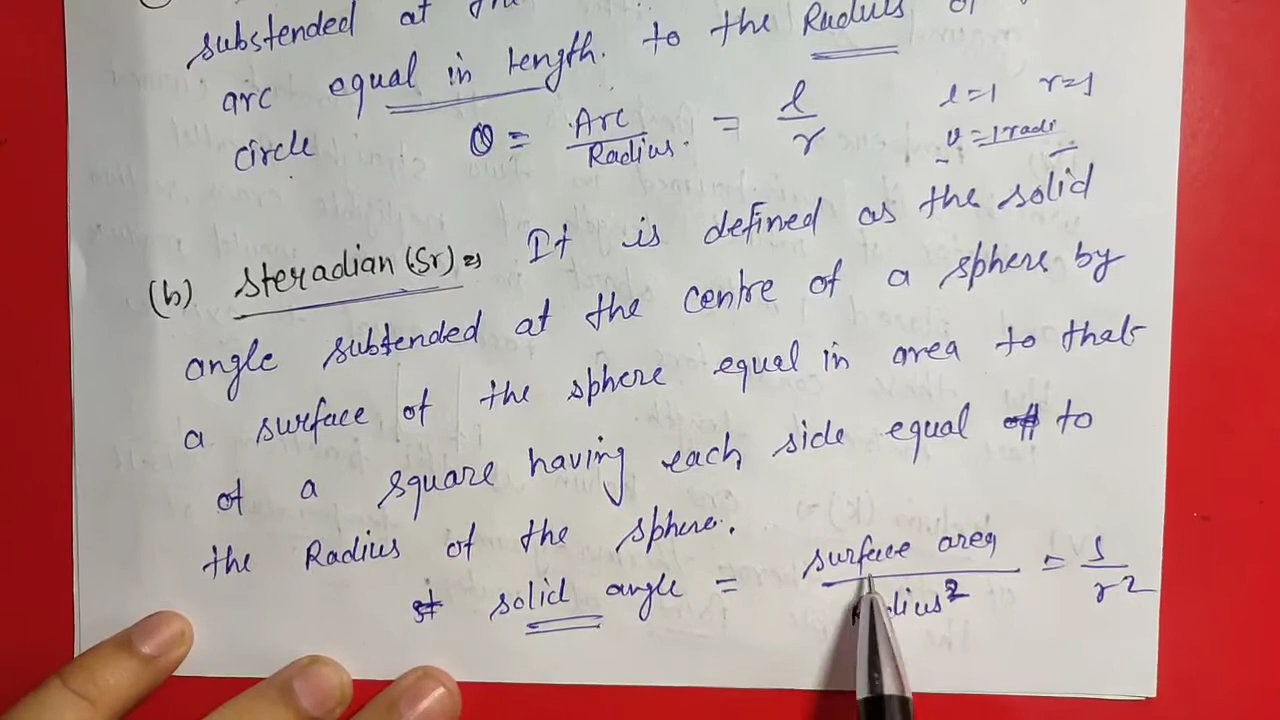 substended at the
arc equal in length. to the Radius of
circle θ = Arc / Radius. = l / r l=1 r=1
θ = 1 radi
(b) steradian (Sr) => It is defined as the solid
angle subtended at the centre of a sphere by
a surface of the sphere equal in area to that
of a square having each side equal to
the Radius of the sphere.
solid angle = surface area / Radius² = s / r²